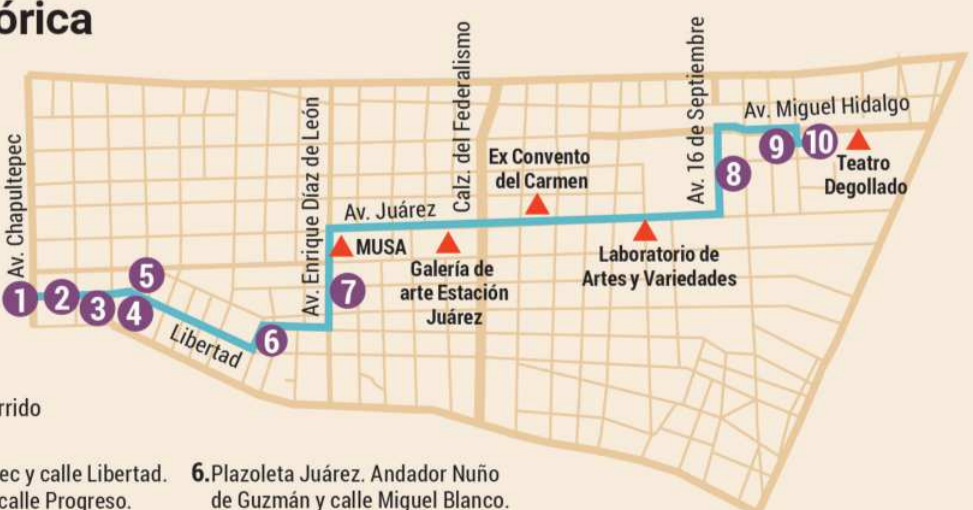 órica
Av. Chapultepec
Av. Enrique Díaz de León
Calz. del Federalismo
Av. 16 de Septiembre
Av. Miguel Hidalgo
9
10
8
Teatro
Degollado
Ex Convento
del Carmen
Av. Juárez
MUSA
Galería de
arte Estación
Juárez
Laboratorio de
Artes y Variedades
7
5
1
2
3
4
6
Libertad
rrido
ec y calle Libertad.
calle Progreso.
6.Plazoleta Juárez. Andador Nuño
de Guzmán y calle Miguel Blanco.